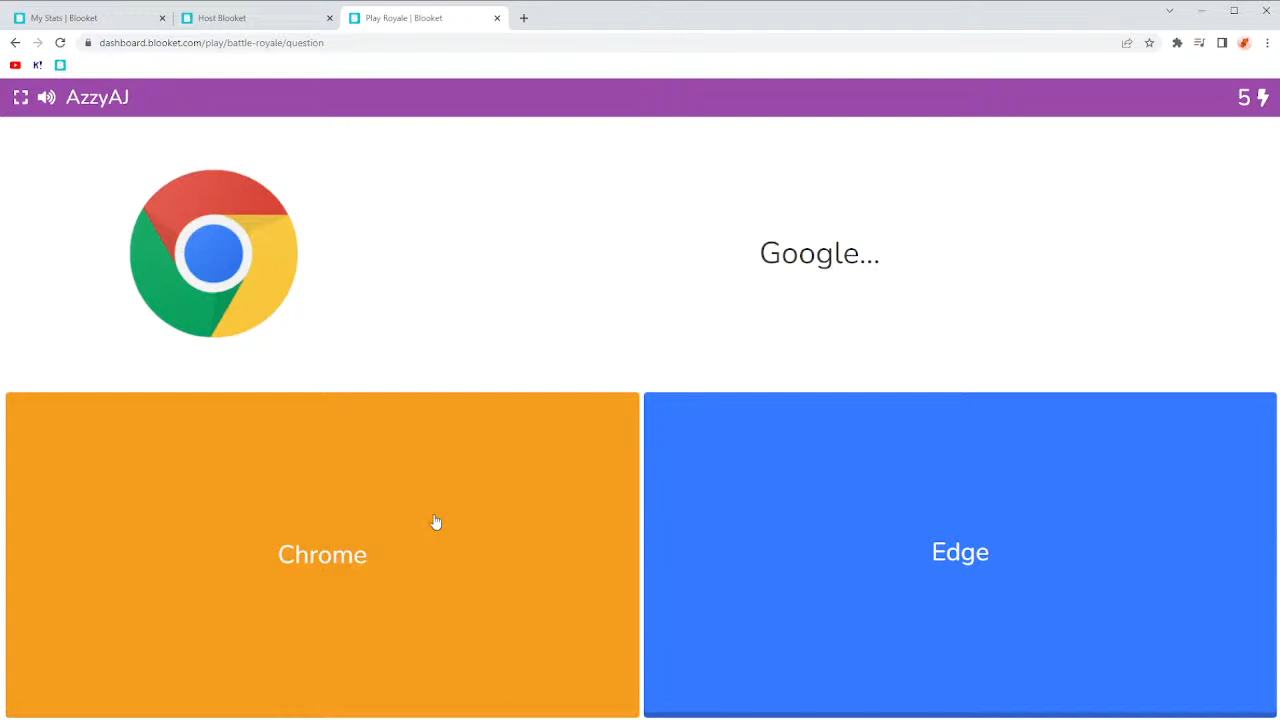 My Stats | Blooket
Host Blooket
Play Royale | Blooket
dashboard.blooket.com/play/battle-royale/question
K!
AzzyAJ
5
Google...
Chrome
Edge